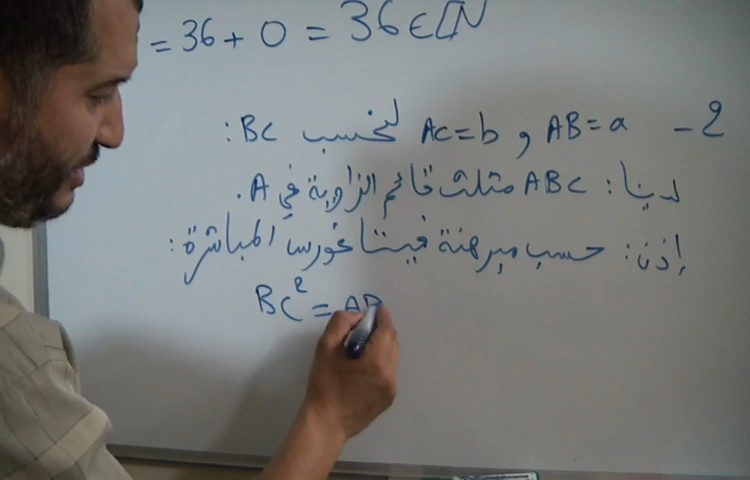 = 36 + 0 = 36 ∈ ℕ
2 - AB = a و AC = b لنحسب BC :
لدينا : ABC مثلث قائم الزاوية في A .
إذن : حسب مبرهنة فيتاغورس المباشرة :
BC² = AB